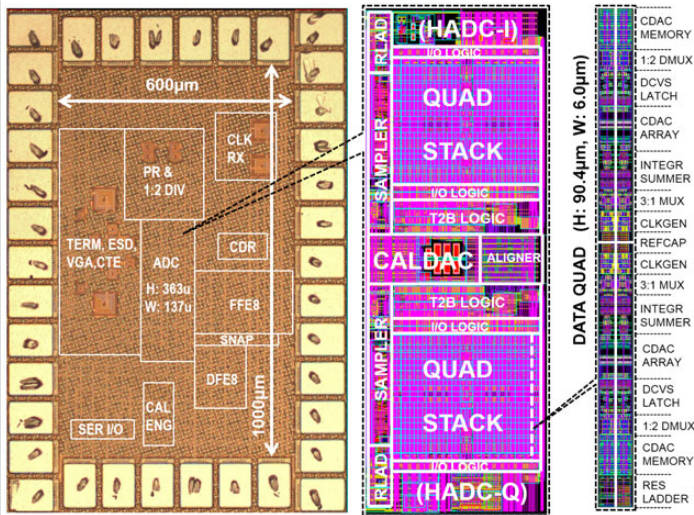 600µm
CLK
RX
PR &
1:2 DIV
TERM, ESD,
VGA,CTE
ADC
H: 363u
W: 137u
CDR
FFE8
SNAP
DFE8
CAL
ENG
SER I/O
1000µm
RLAD
(HADC-I)
I/O LOGIC
QUAD
STACK
SAMPLER
I/O LOGIC
T2B LOGIC
CALDAC
ALIGNER
T2B LOGIC
I/O LOGIC
SAMPLER
QUAD
STACK
I/O LOGIC
RLAD
(HADC-Q)
DATA QUAD (H: 90.4µm, W: 6.0µm)
CDAC
MEMORY
1:2 DMUX
DCVS
LATCH
CDAC
ARRAY
INTEGR
SUMMER
3:1 MUX
CLKGEN
REFCAP
CLKGEN
3:1 MUX
INTEGR
SUMMER
CDAC
ARRAY
DCVS
LATCH
1:2 DMUX
CDAC
MEMORY
RES
LADDER